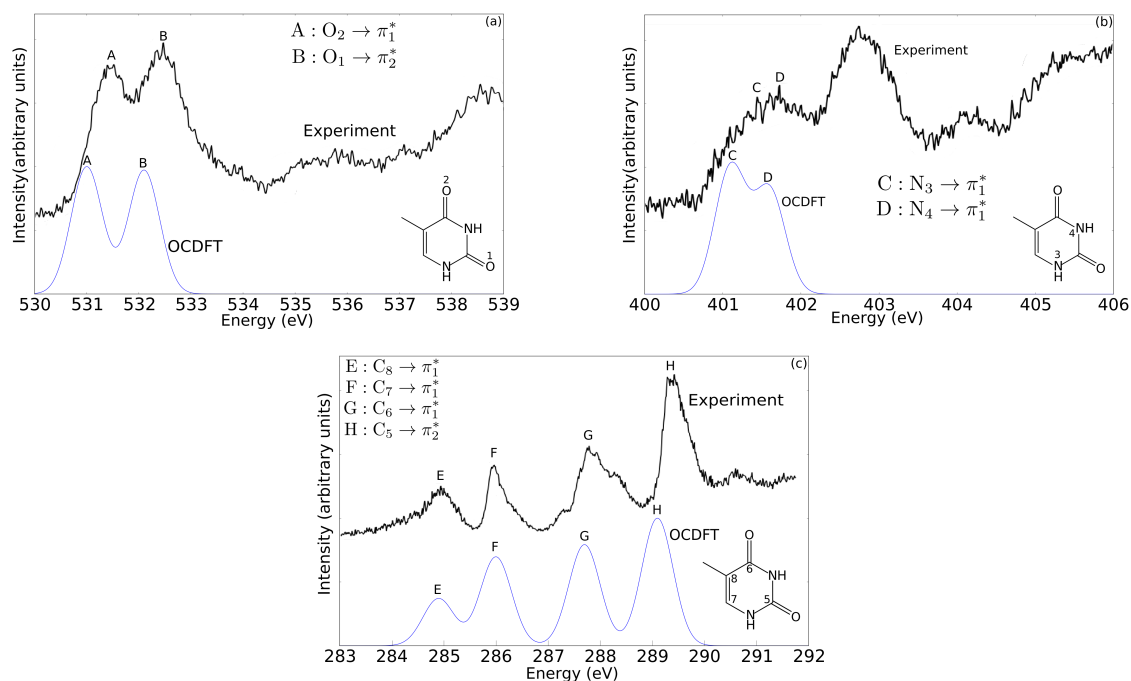 (a)
A : O₂ → π₁*
B : O₁ → π₂*
Intensity(arbitrary units)
A
B
Experiment
A
B
OCDFT
2
O
NH
N
H
O
1
530 531 532 533 534 535 536 537 538 539
Energy (eV)
(b)
Intensity(arbitrary units)
Experiment
C
D
C
D
OCDFT
C : N₃ → π₁*
D : N₄ → π₁*
O
NH
4
3
N
H
O
400 401 402 403 404 405 406
Energy (eV)
(c)
E : C₈ → π₁*
F : C₇ → π₁*
G : C₆ → π₁*
H : C₅ → π₂*
Intensity (arbitrary units)
H
Experiment
G
F
E
H
OCDFT
G
F
E
O
6
8
NH
7
5
N
H
O
283 284 285 286 287 288 289 290 291 292
Energy (eV)